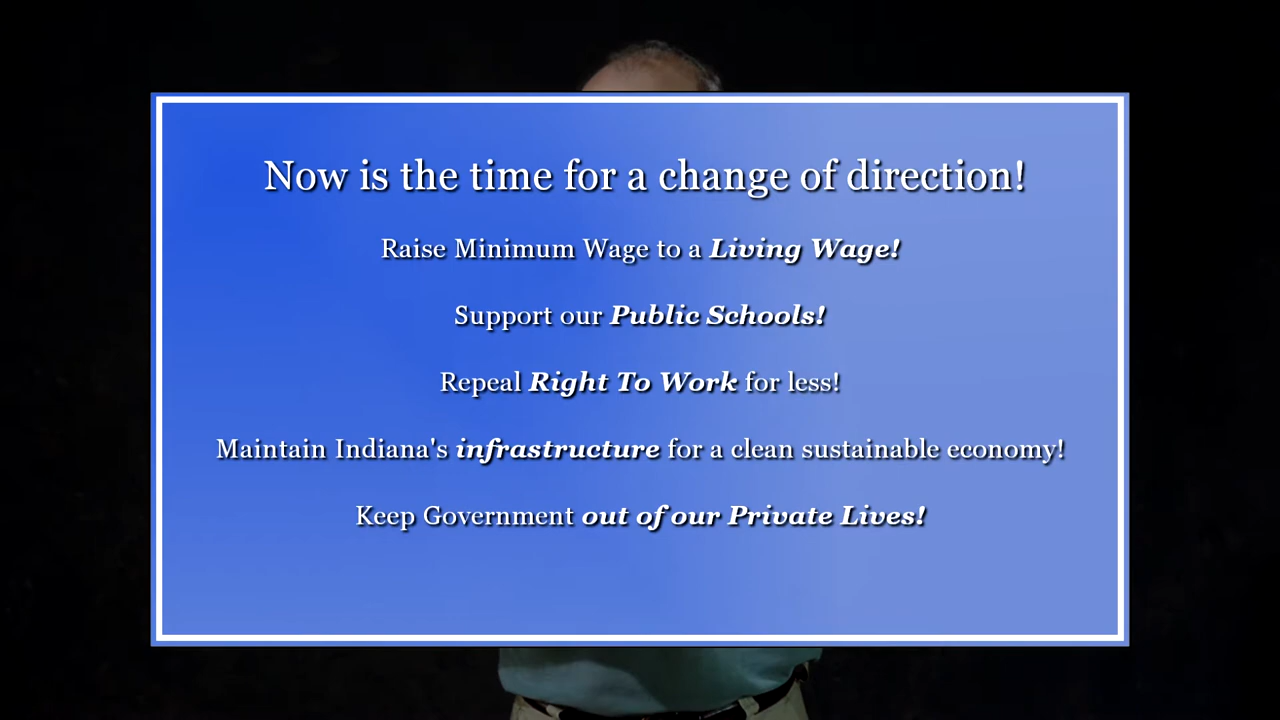 Now is the time for a change of direction!
Raise Minimum Wage to a Living Wage!
Support our Public Schools!
Repeal Right To Work for less!
Maintain Indiana's infrastructure for a clean sustainable economy!
Keep Government out of our Private Lives!